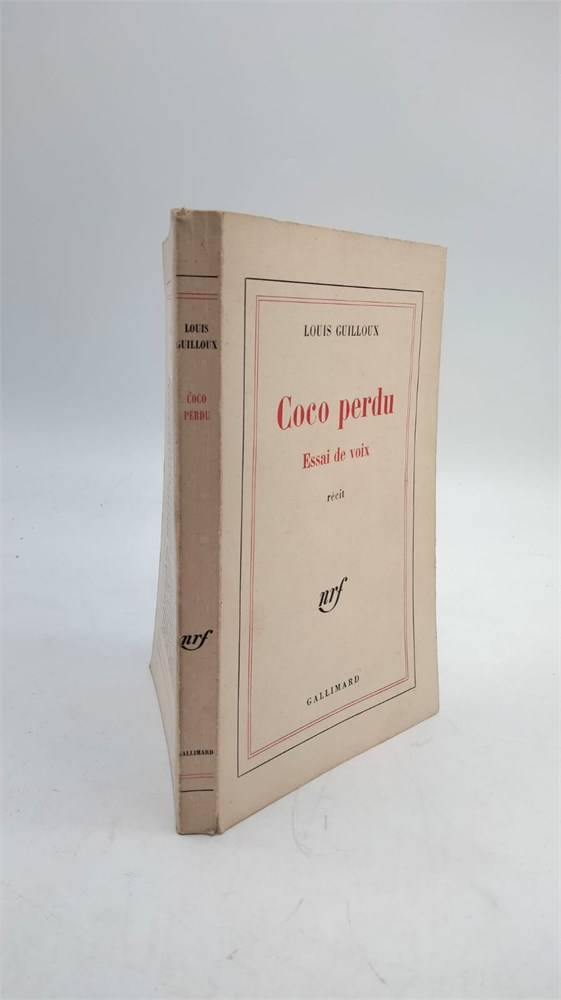 LOUIS
GUILLOUX
COCO
PERDU
nrf
GALLIMARD
LOUIS GUILLOUX
Coco perdu
Essai de voix
récit
nrf
GALLIMARD